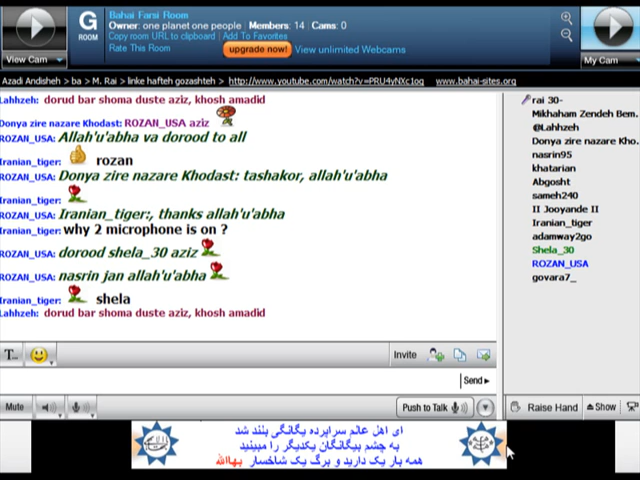 Bahai Farsi Room
Owner: one planet one people | Members: 14 | Cams: 0
Copy room URL to clipboard | Add To Favorites
Rate This Room
upgrade now!
View unlimited Webcams
G
ROOM
View Cam
My Cam
Azadi Andisheh > ba > M. Rai > linke hafteh gozashteh > http://www.youtube.com/watch?v=PRU4yNXc1og www.bahai-sites.org
Lahhzeh: dorud bar shoma duste aziz, khosh amadid
Donya zire nazare Khodast: ROZAN_USA aziz
ROZAN_USA: Allah'u'abha va dorood to all
Iranian_tiger: rozan
ROZAN_USA: Donya zire nazare Khodast: tashakor, allah'u'abha
Iranian_tiger:
ROZAN_USA: Iranian_tiger:, thanks allah'u'abha
Iranian_tiger: why 2 microphone is on ?
ROZAN_USA: dorood shela_30 aziz
ROZAN_USA: nasrin jan allah'u'abha
Iranian_tiger: shela
Lahhzeh: dorud bar shoma duste aziz, khosh amadid
rai 30-
Mikhaham Zendeh Bem.
@Lahhzeh
Donya zire nazare Kho..
nasrin95
khatarian
Abgosht
sameh240
II Jooyande II
Iranian_tiger
adamway2go
Shela_30
ROZAN_USA
govara7_
T...
Invite
Send
Mute
Push to Talk
Raise Hand
Show
ای اهل عالم سراپرده یگانگی بلند شد
به چشم بیگانگان یکدیگر را مبینید
همه بار یک دارید و برگ یک شاخسار بهاالله